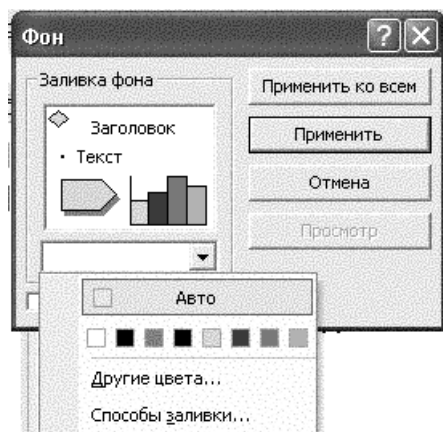 Фон
Заливка фона
Заголовок
• Текст
Применить ко всем
Применить
Отмена
Просмотр
Авто
Другие цвета...
Способы заливки...